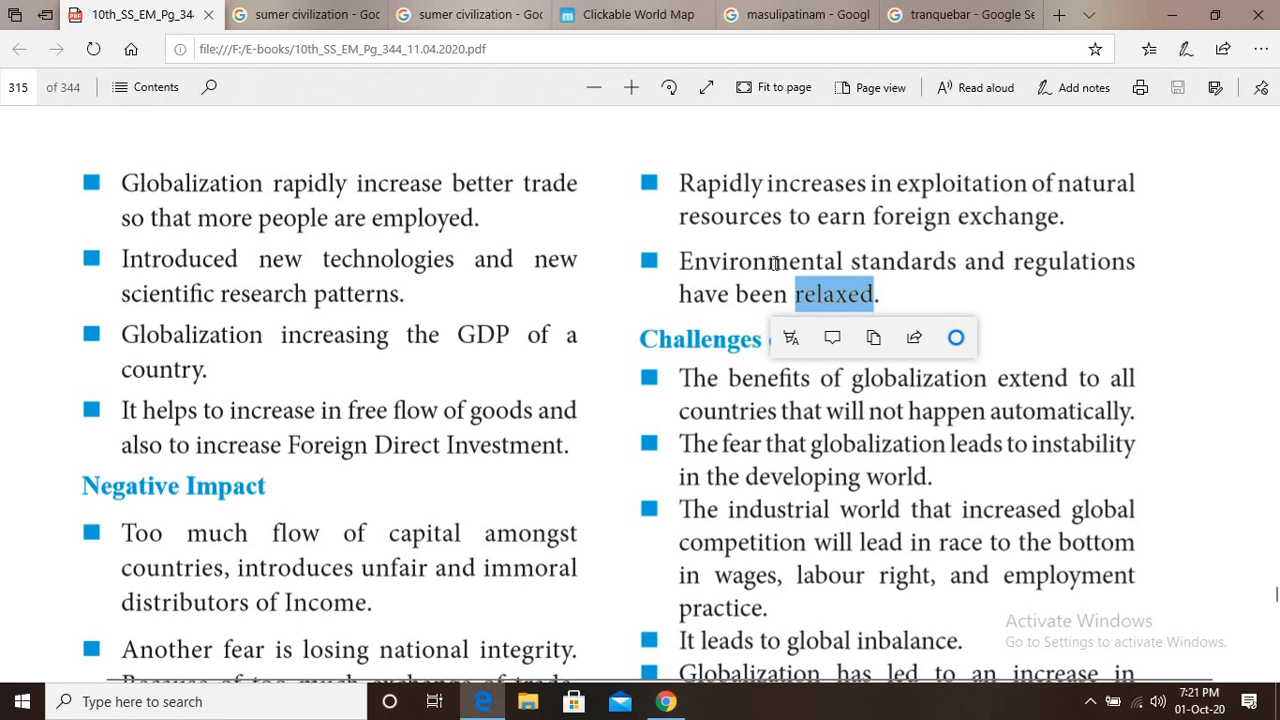 10th_SS_EM_Pg_344
sumer civilization - Goo
sumer civilization - Goo
Clickable World Map
masulipatinam - Googl
tranquebar - Google Se
file:///F:/E-books/10th_SS_EM_Pg_344_11.04.2020.pdf
315 of 344
Contents
Fit to page
Page view
Read aloud
Add notes
Globalization rapidly increase better trade
so that more people are employed.
Introduced new technologies and new
scientific research patterns.
Globalization increasing the GDP of a
country.
It helps to increase in free flow of goods and
also to increase Foreign Direct Investment.
Negative Impact
Too much flow of capital amongst
countries, introduces unfair and immoral
distributors of Income.
Another fear is losing national integrity.
Because of too much exchange of trade,
Rapidly increases in exploitation of natural
resources to earn foreign exchange.
Environmental standards and regulations
have been relaxed.
Challenges
The benefits of globalization extend to all
countries that will not happen automatically.
The fear that globalization leads to instability
in the developing world.
The industrial world that increased global
competition will lead in race to the bottom
in wages, labour right, and employment
practice.
It leads to global inbalance.
Globalization has led to an increase in
Activate Windows
Go to Settings to activate Windows.
Type here to search
7:21 PM
01-Oct-20